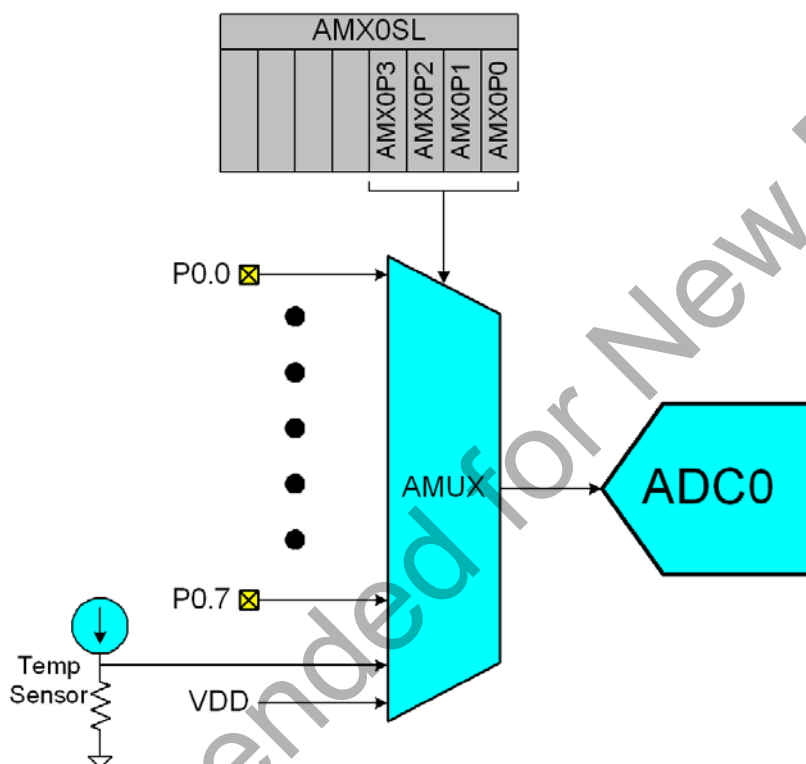 AMX0SL
AMX0P3
AMX0P2
AMX0P1
AMX0P0
P0.0
AMUX
ADC0
P0.7
Temp
Sensor
VDD
ended for New